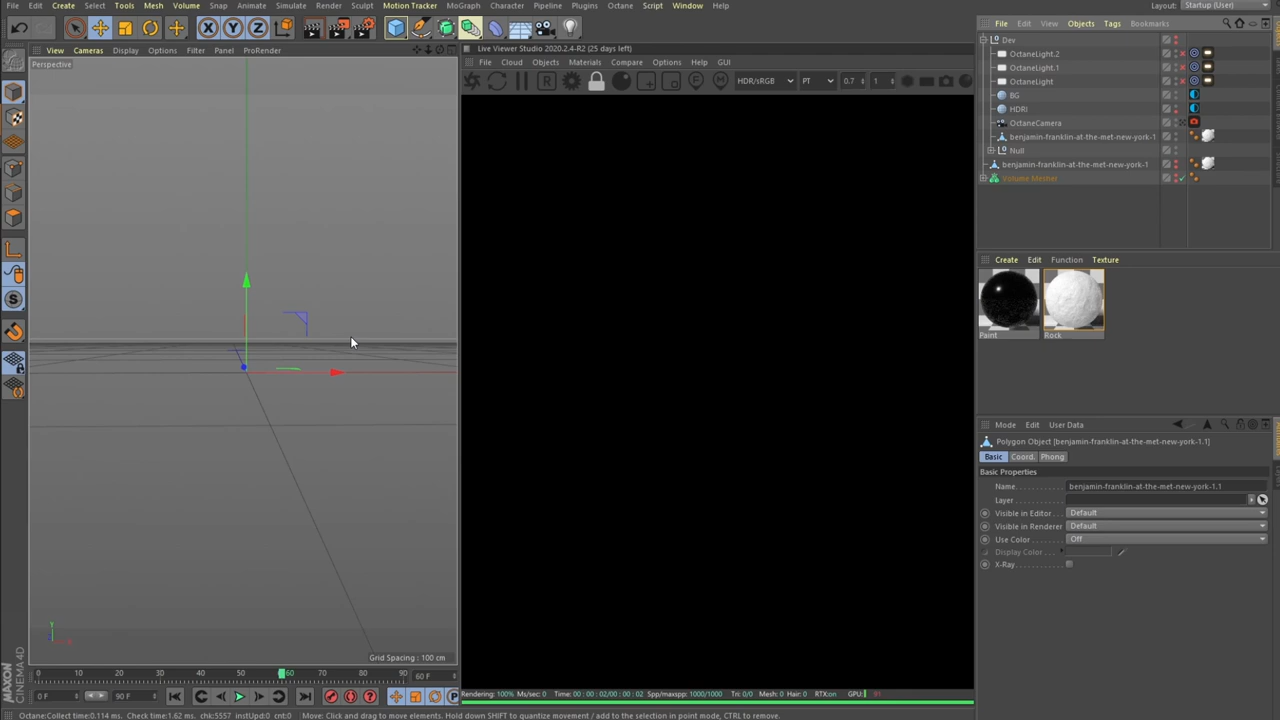 File Edit Create Select Tools Mesh Volume Snap Animate Simulate Render Sculpt Motion Tracker MoGraph Character Pipeline Plugins Octane Script Window Help
Layout: Startup (User)
View Cameras Display Options Filter Panel ProRender
Perspective
Live Viewer Studio 2020.2.4-R2 (25 days left)
File Cloud Objects Materials Compare Options Help GUI
HDR/sRGB PT 0.7 1
File Edit View Objects Tags Bookmarks
Dev
OctaneLight.2
OctaneLight.1
OctaneLight
BG
HDRI
OctaneCamera
benjamin-franklin-at-the-met-new-york-1
Null
benjamin-franklin-at-the-met-new-york-1
Volume Mesher
Create Edit Function Texture
Paint Rock
Mode Edit User Data
Polygon Object [benjamin-franklin-at-the-met-new-york-1.1]
Basic Coord. Phong
Basic Properties
Name benjamin-franklin-at-the-met-new-york-1.1
Layer
Visible in Editor Default
Visible in Renderer Default
Use Color Off
Display Color
X-Ray
Grid Spacing : 100 cm
0 10 20 30 40 50 60 70 80 90 60 F
0 F 90 F
Rendering: 100% Ms/sec: 0 Time: 00 : 00 : 02/00 : 00 : 02 Spp/maxspp: 1000/1000 Tri: 0/0 Mesh: 0 Hair: 0 RTX:on GPU:
MAXON CINEMA 4D
Octane:Collect time:0.114 ms. Check time:1.62 ms. chk:5557 instUpd:0 cnt:0 Move: Click and drag to move elements. Hold down SHIFT to quantize movement / add to the selection in point mode, CTRL to remove.